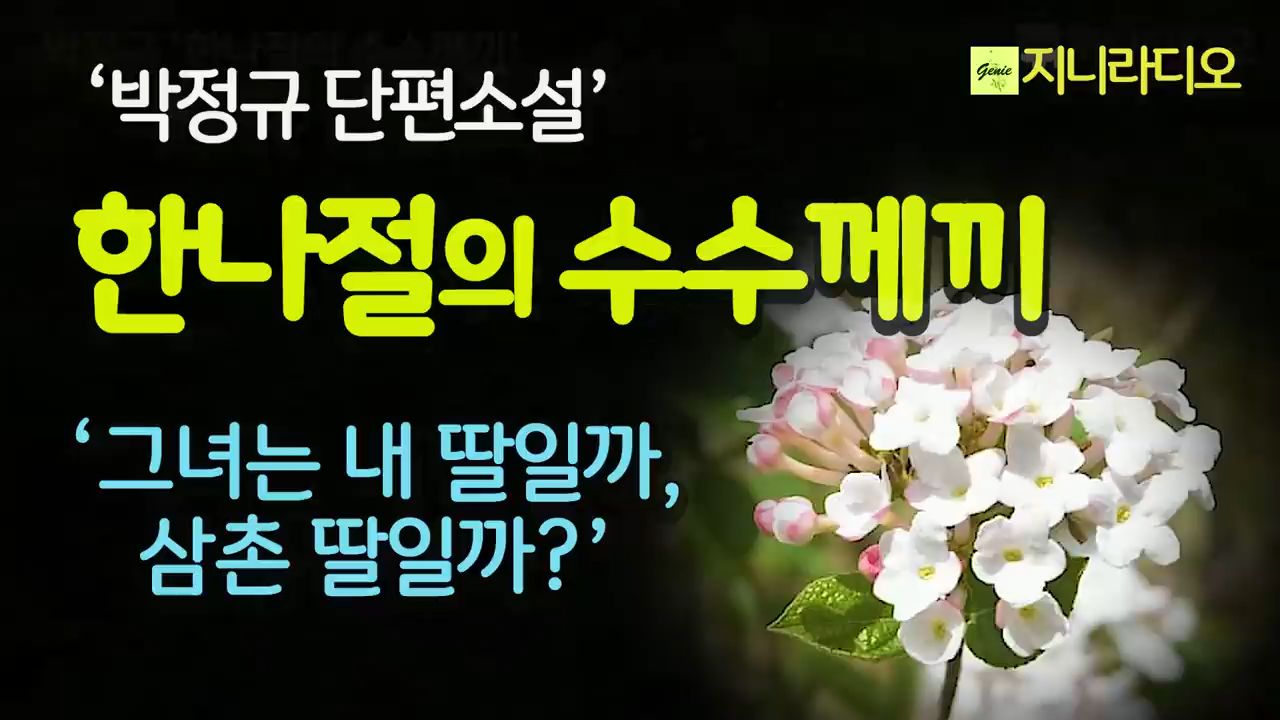 ‘박정규 단편소설’
Genie 지니라디오
한나절의 수수께끼
‘그녀는 내 딸일까,
삼촌 딸일까?’